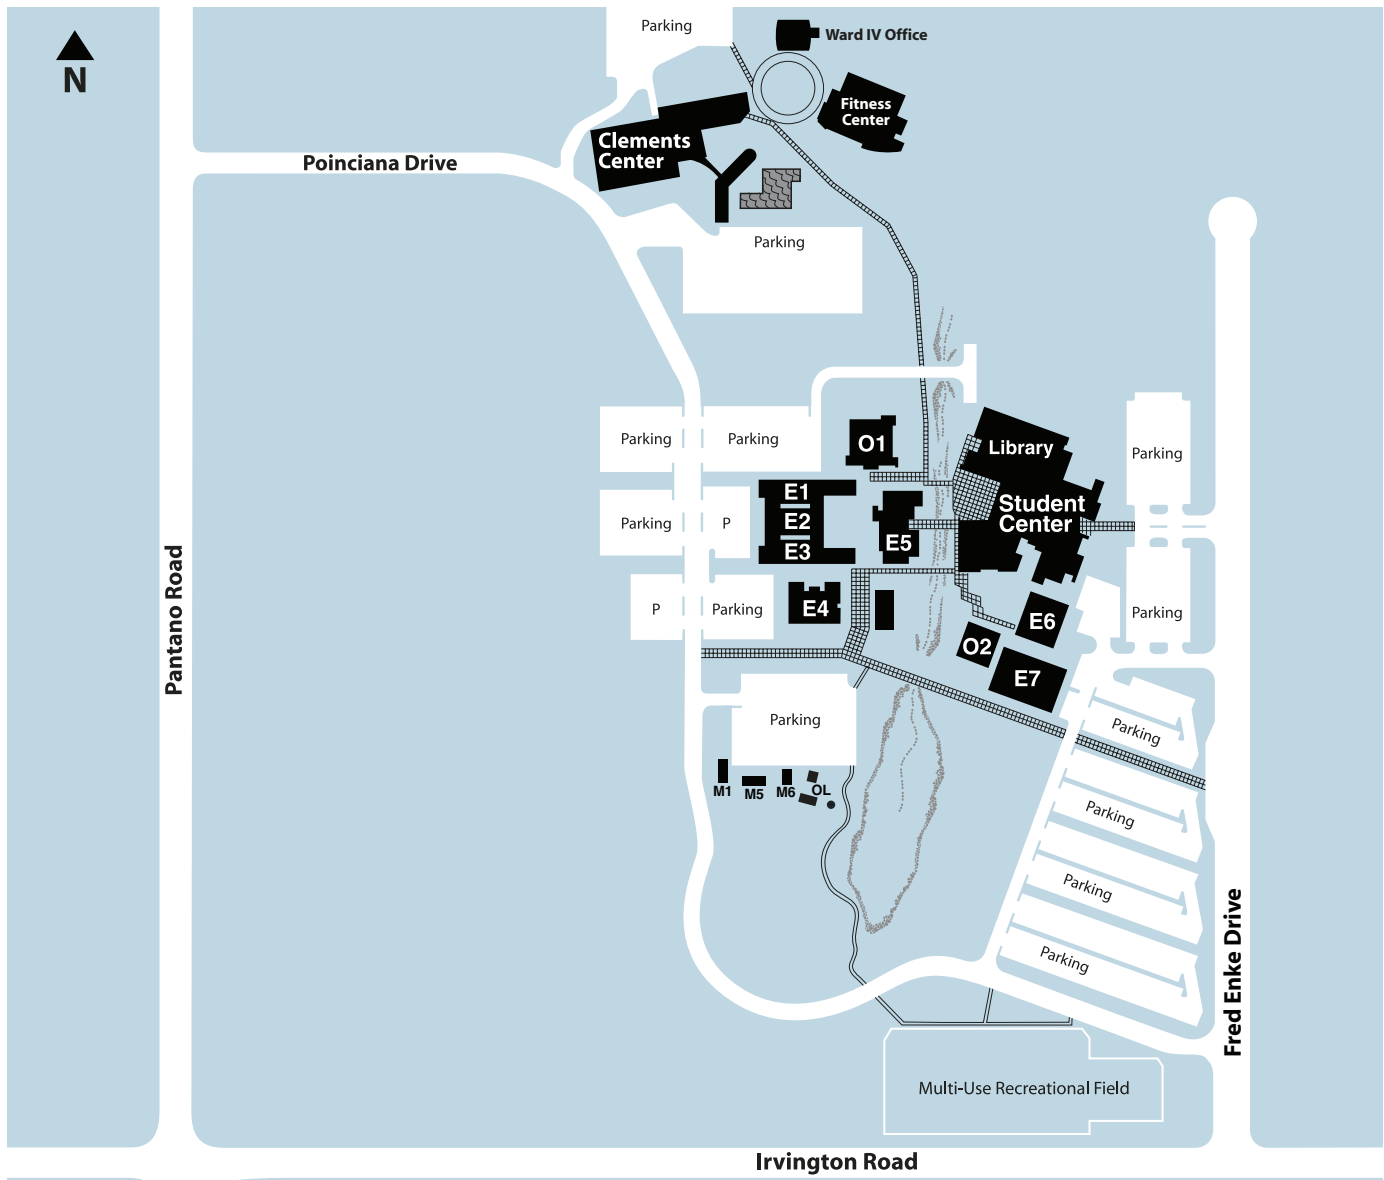 Parking
Ward IV Office
N
Fitness
Center
Clements
Center
Poinciana Drive
Parking
Parking
Parking
O1
Library
Parking
E1
Student
Center
Parking
P
E2
E5
E3
P
Parking
E4
E6
Parking
O2
E7
Pantano Road
Parking
Parking
M1
M5
M6
OL
Parking
Parking
Parking
Fred Enke Drive
Multi-Use Recreational Field
Irvington Road